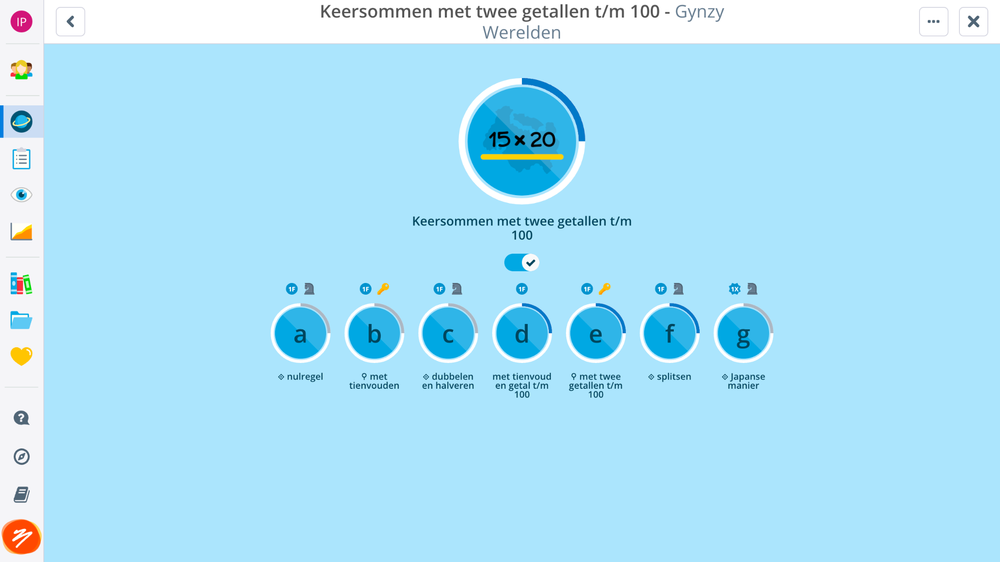 IP
Keersommen met twee getallen t/m 100 - Gynzy
Werelden
15 × 20
Keersommen met twee getallen t/m
100
1F 1F 1F 1F 1F 1F 1X
a b c d e f g
nulregel
met
tienvouden
dubbelen
en halveren
met tienvoud
en getal t/m
100
met twee
getallen t/m
100
splitsen
Japanse
manier